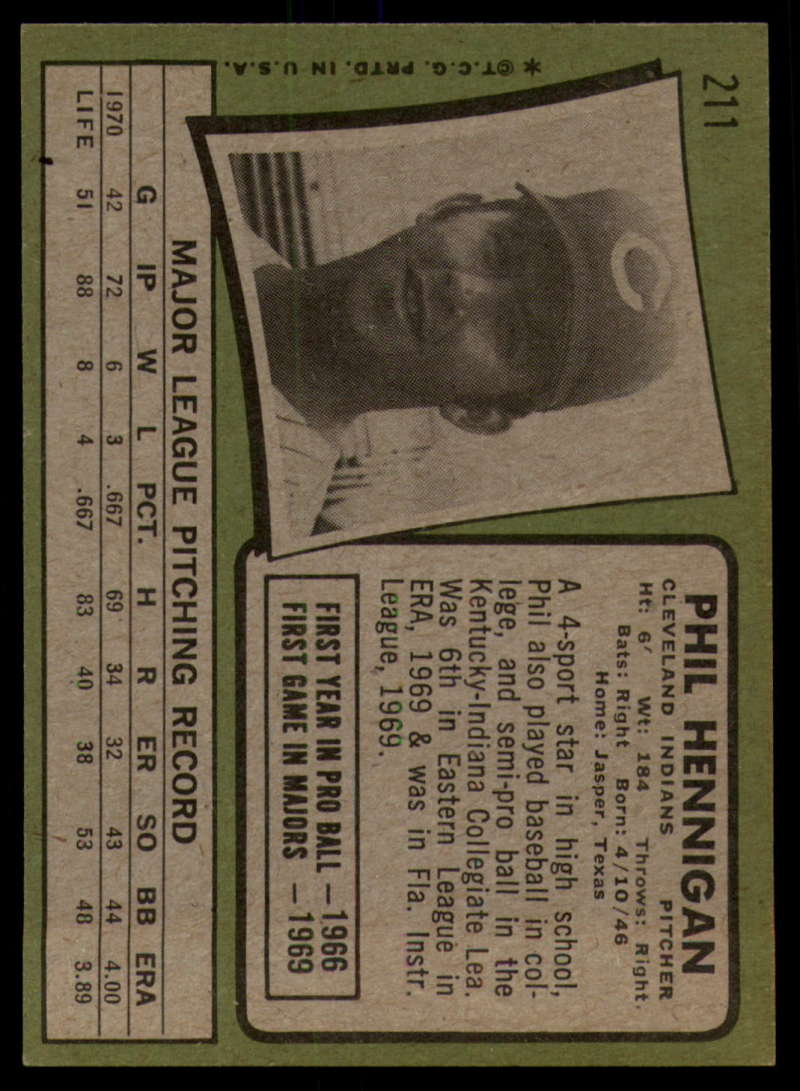 211
PHIL HENNIGAN
CLEVELAND INDIANS PITCHER
Ht: 6' Wt: 184 Throws: Right.
Bats: Right Born: 4/10/46
Home: Jasper, Texas
A 4-sport star in high school,
Phil also played baseball in col-
lege, and semi-pro ball in the
Kentucky-Indiana Collegiate Lea.
Was 6th in Eastern League in
ERA, 1969 & was in Fla. Instr.
League, 1969.
FIRST YEAR IN PRO BALL — 1966
FIRST GAME IN MAJORS — 1969
C
MAJOR LEAGUE PITCHING RECORD
G IP W L PCT. H R ER SO BB ERA
1970 42 72 6 3 .667 69 34 32 43 44 4.00
LIFE 51 88 8 4 .667 83 40 38 53 48 3.89
* ©T.C.G. PRTD. IN U.S.A.